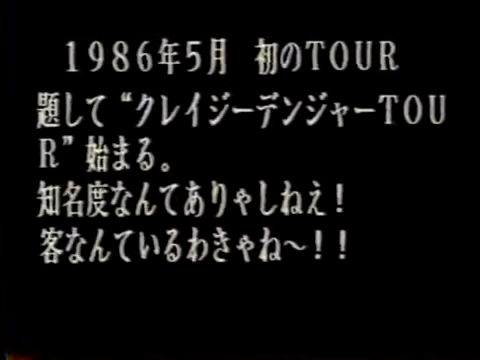 1986年5月 初のTOUR
題して“クレイジーデンジャーTOU
R”始まる。
知名度なんてありゃしねえ！
客なんているわきゃね～！！